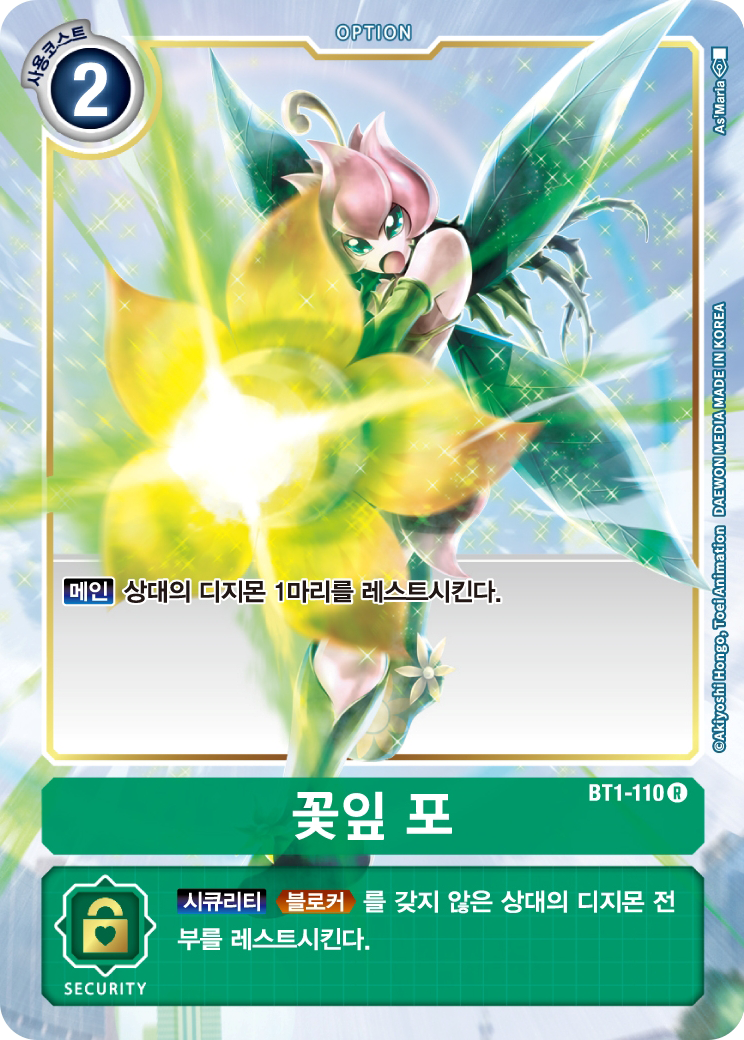 OPTION
사용코스트
2
As'Maria
메인 상대의 디지몬 1마리를 레스트시킨다.
©Akiyoshi Hongo, Toei Animation DAEWON MEDIA MADE IN KOREA
BT1-110 R
꽃잎 포
시큐리티 블로커 를 갖지 않은 상대의 디지몬 전
부를 레스트시킨다.
SECURITY